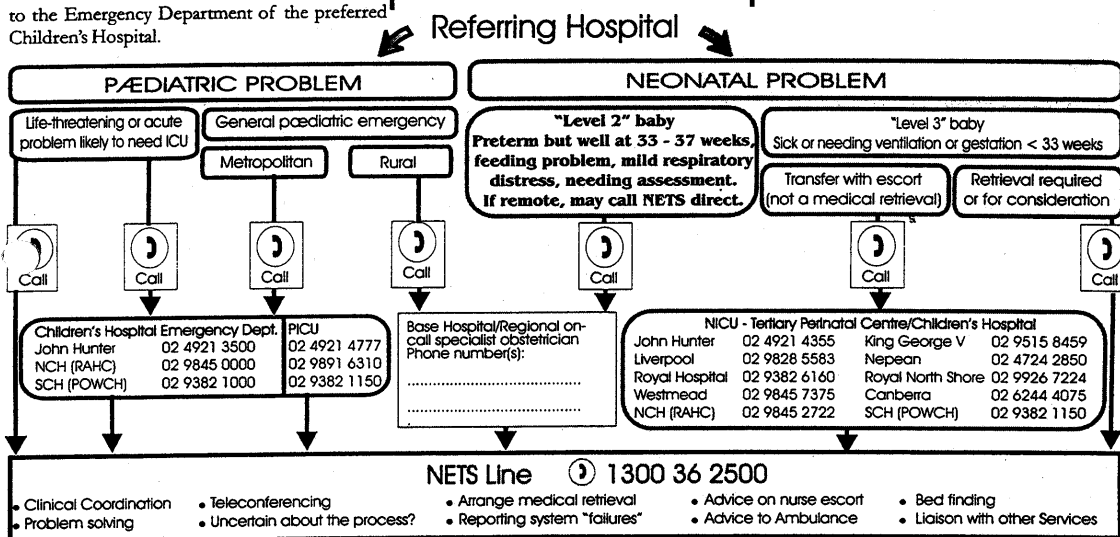 to the Emergency Department of the preferred
Children's Hospital.
Referring Hospital
PÆDIATRIC PROBLEM
NEONATAL PROBLEM
Life-threatening or acute
problem likely to need ICU
General pædiatric emergency
Metropolitan
Rural
"Level 2" baby
Preterm but well at 33 - 37 weeks,
feeding problem, mild respiratory
distress, needing assessment.
If remote, may call NETS direct.
"Level 3" baby
Sick or needing ventilation or gestation < 33 weeks
Transfer with escort
(not a medical retrieval)
Retrieval required
or for consideration
Call
Call
Call
Call
Call
Call
Call
Children's Hospital Emergency Dept. PICU
John Hunter 02 4921 3500 02 4921 4777
NCH (RAHC) 02 9845 0000 02 9891 6310
SCH (POWCH) 02 9382 1000 02 9382 1150
Base Hospital/Regional on-
call specialist obstetrician
Phone number(s):
NICU - Tertiary Perinatal Centre/Children's Hospital
John Hunter 02 4921 4355 King George V 02 9515 8459
Liverpool 02 9828 5583 Nepean 02 4724 2850
Royal Hospital 02 9382 6160 Royal North Shore 02 9926 7224
Westmead 02 9845 7375 Canberra 02 6244 4075
NCH (RAHC) 02 9845 2722 SCH (POWCH) 02 9382 1150
NETS Line 1300 36 2500
• Clinical Coordination • Teleconferencing • Arrange medical retrieval • Advice on nurse escort • Bed finding
• Problem solving • Uncertain about the process? • Reporting system "failures" • Advice to Ambulance • Liaison with other Services